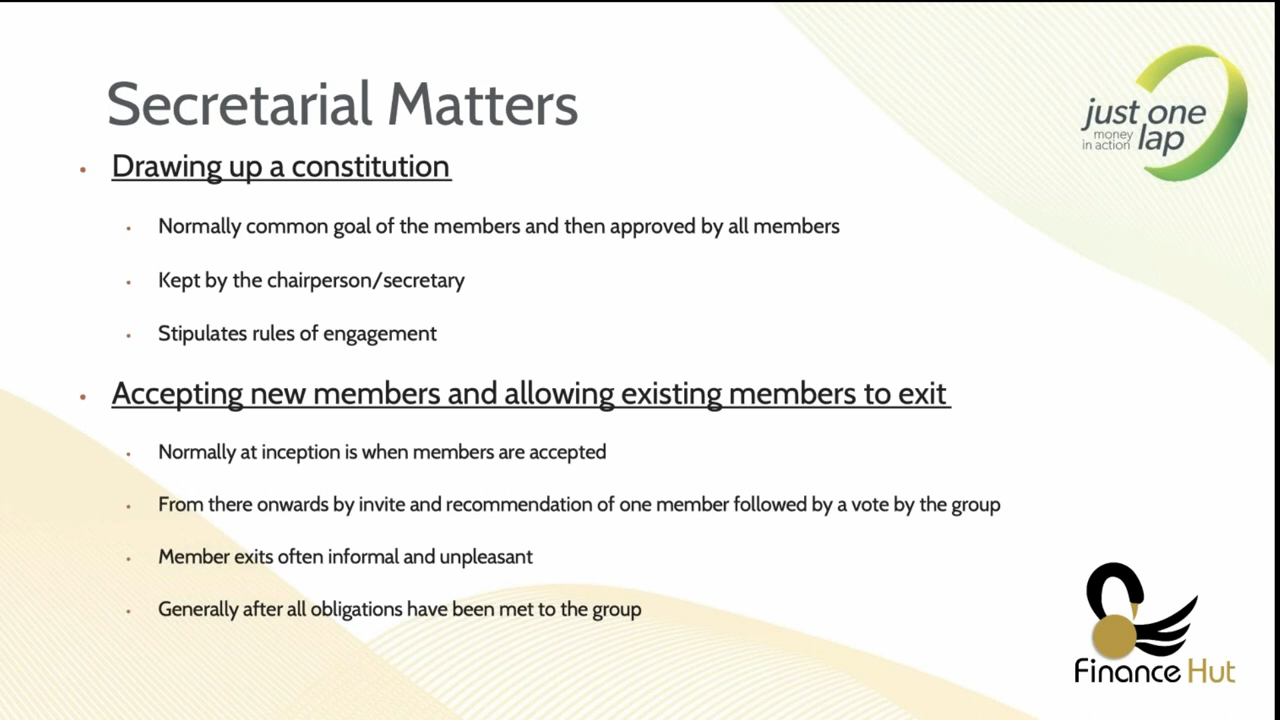 Secretarial Matters
Drawing up a constitution
Normally common goal of the members and then approved by all members
Kept by the chairperson/secretary
Stipulates rules of engagement
Accepting new members and allowing existing members to exit
Normally at inception is when members are accepted
From there onwards by invite and recommendation of one member followed by a vote by the group
Member exits often informal and unpleasant
Generally after all obligations have been met to the group
just one
money
in action lap
Finance Hut